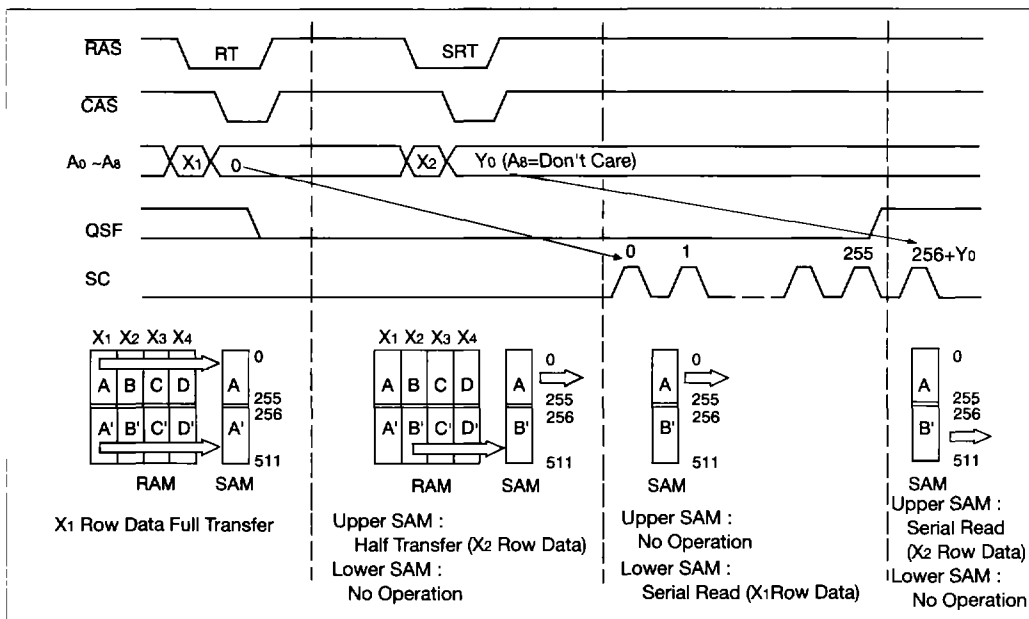 RAS RT SRT
CAS
A0 ~A8 X1 0 X2 Y0 (A8=Don't Care)
QSF
0 1 255 256+Y0
SC
X1 X2 X3 X4
A B C D A
0
255
256
A' B' C' D' A'
511
RAM SAM
X1 Row Data Full Transfer
X1 X2 X3 X4
A B C D A
0
255
256
A' B' C' D' B'
511
RAM SAM
Upper SAM :
Half Transfer (X2 Row Data)
Lower SAM :
No Operation
A
0
255
256
B'
511
SAM
Upper SAM :
No Operation
Lower SAM :
Serial Read (X1Row Data)
A
0
255
256
B'
511
SAM
Upper SAM :
Serial Read
(X2 Row Data)
Lower SAM :
No Operation